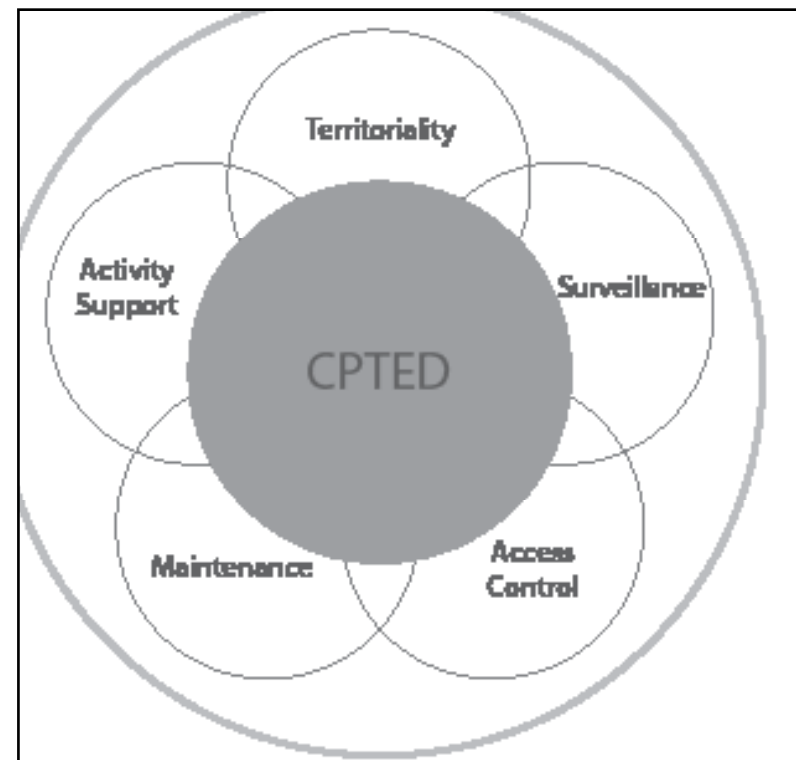 Territoriality
Activity
Support
Surveillance
CPTED
Maintenance
Access
Control